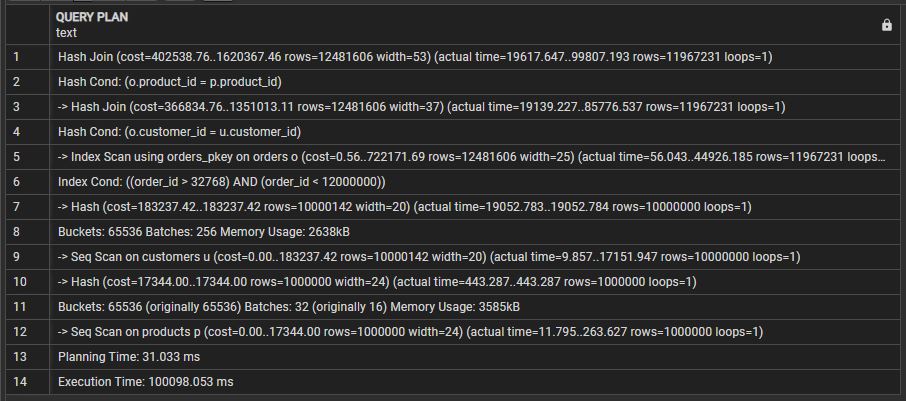 QUERY PLAN
text
1 Hash Join (cost=402538.76..1620367.46 rows=12481606 width=53) (actual time=19617.647..99807.193 rows=11967231 loops=1)
2 Hash Cond: (o.product_id = p.product_id)
3 -> Hash Join (cost=366834.76..1351013.11 rows=12481606 width=37) (actual time=19139.227..85776.537 rows=11967231 loops=1)
4 Hash Cond: (o.customer_id = u.customer_id)
5 -> Index Scan using orders_pkey on orders o (cost=0.56..722171.69 rows=12481606 width=25) (actual time=56.043..44926.185 rows=11967231 loops...
6 Index Cond: ((order_id > 32768) AND (order_id < 12000000))
7 -> Hash (cost=183237.42..183237.42 rows=10000142 width=20) (actual time=19052.783..19052.784 rows=10000000 loops=1)
8 Buckets: 65536 Batches: 256 Memory Usage: 2638kB
9 -> Seq Scan on customers u (cost=0.00..183237.42 rows=10000142 width=20) (actual time=9.857..17151.947 rows=10000000 loops=1)
10 -> Hash (cost=17344.00..17344.00 rows=1000000 width=24) (actual time=443.287..443.287 rows=1000000 loops=1)
11 Buckets: 65536 (originally 65536) Batches: 32 (originally 16) Memory Usage: 3585kB
12 -> Seq Scan on products p (cost=0.00..17344.00 rows=1000000 width=24) (actual time=11.795..263.627 rows=1000000 loops=1)
13 Planning Time: 31.033 ms
14 Execution Time: 100098.053 ms